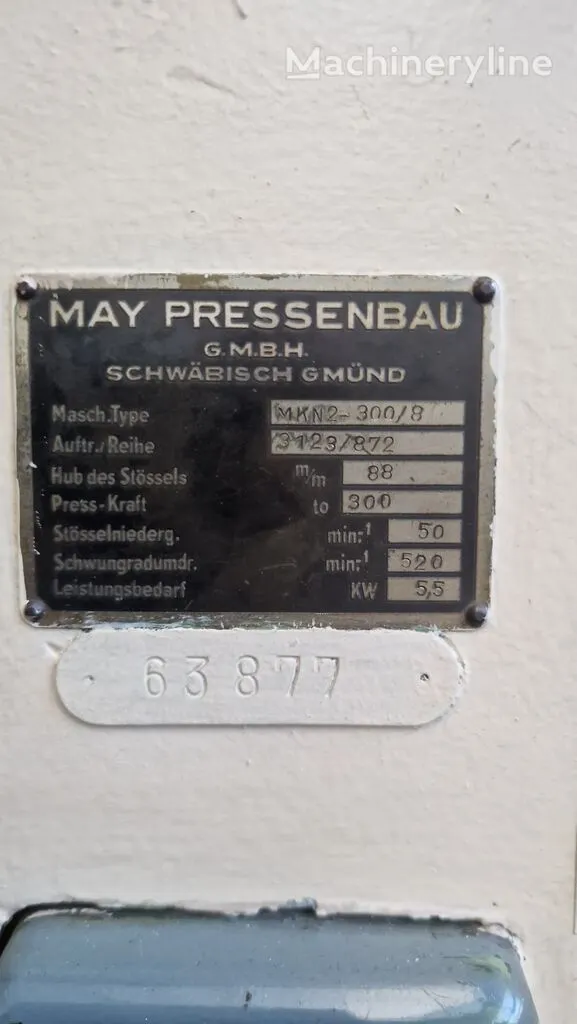 Machineryline
MAY PRESSENBAU
G.M.B.H.
SCHWÄBISCH GMÜND
Masch.Type MKN2-300/8
Auftr./Reihe 3123/872
Hub des Stössels m/m 88
Press-Kraft to 300
Stösselniederg. min:¹ 50
Schwungradumdr. min:¹ 520
Leistungsbedarf KW 5,5
63877